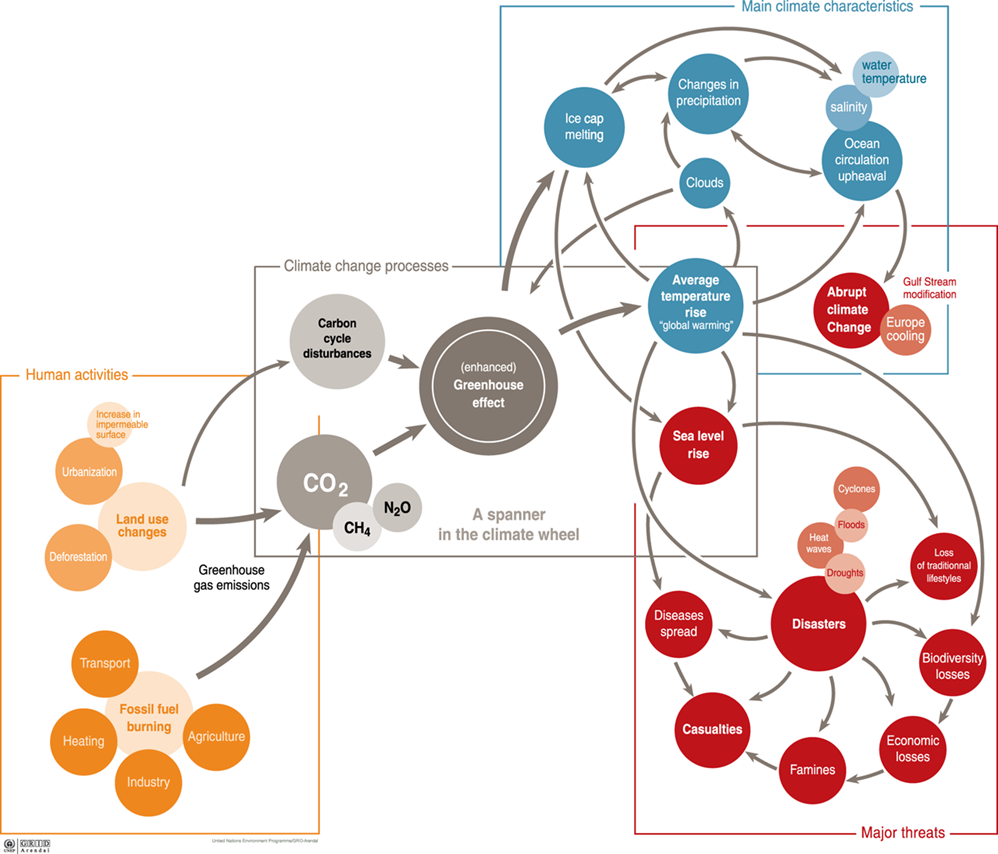 Main climate characteristics
water
temperature
salinity
Changes in
precipitation
Ice cap
melting
Ocean
circulation
upheaval
Clouds
Climate change processes
Average
temperature
rise
"global warming"
Gulf Stream
modification
Abrupt
climate
Change
Europe
cooling
Carbon
cycle
disturbances
(enhanced)
Greenhouse
effect
Human activities
Increase in
impermeable
surface
Urbanization
Land use
changes
Deforestation
Sea level
rise
CO2
N2O
CH4
A spanner
in the climate wheel
Greenhouse
gas emissions
Cyclones
Floods
Heat
waves
Droughts
Loss
of traditionnal
lifestyles
Diseases
spread
Disasters
Biodiversity
losses
Transport
Fossil fuel
burning
Heating
Agriculture
Industry
Casualties
Economic
losses
Famines
Major threats
United Nations Environment Programme/GRID-Arendal
UNEP
GRID
Arendal